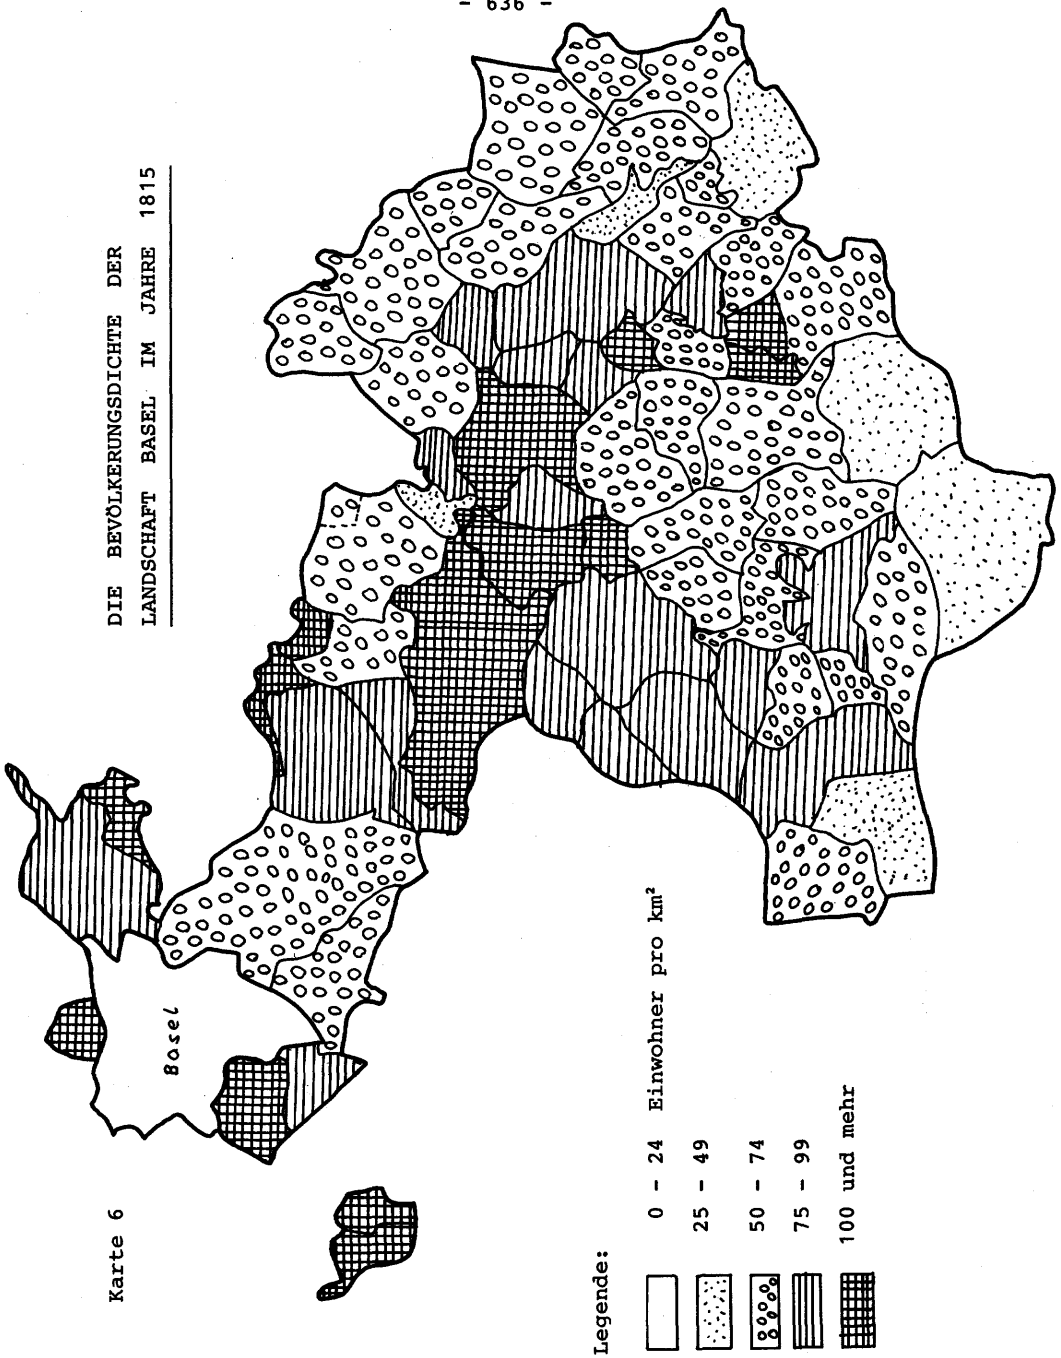 - 636 -
Karte 6
DIE BEVÖLKERUNGSDICHTE DER
LANDSCHAFT BASEL IM JAHRE 1815
Basel
Legende:
0 - 24 Einwohner pro km²
25 - 49
50 - 74
75 - 99
100 und mehr